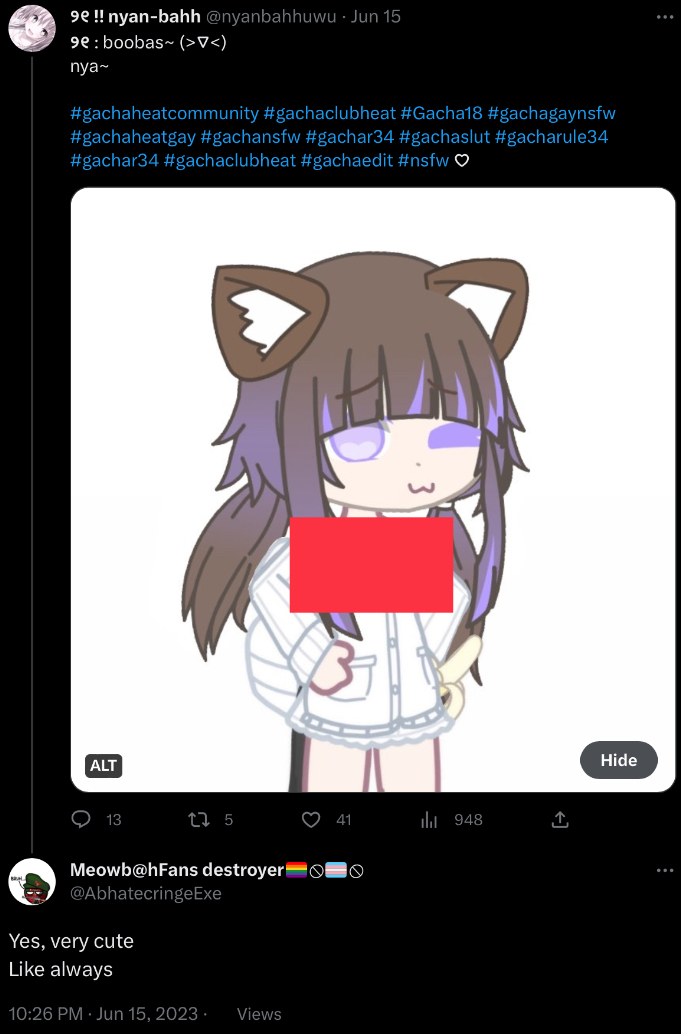 ୨୧ !! nyan-bahh @nyanbahhuwu · Jun 15
୨୧ : boobas~ (>∇<)
nya~
#gachaheatcommunity #gachaclubheat #Gacha18 #gachagaynsfw
#gachaheatgay #gachansfw #gachar34 #gachaslut #gacharule34
#gachar34 #gachaclubheat #gachaedit #nsfw ♡
ALT
Hide
13 5 41 948
Meowb@hFans destroyer🏳️‍🌈🚫🏳️‍⚧️🚫
@AbhatecringeExe
Yes, very cute
Like always
10:26 PM · Jun 15, 2023 · Views